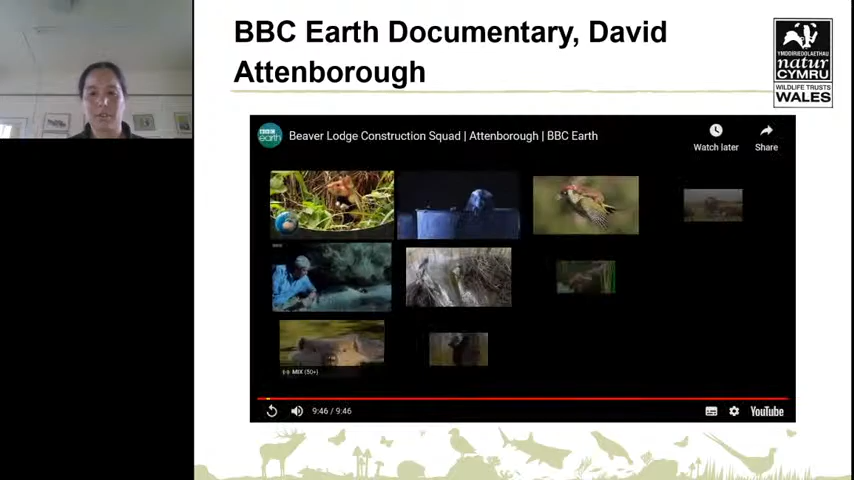 BBC Earth Documentary, David
Attenborough
YMDDIRIEDOLAETHAU
natur
CYMRU
WILDLIFE TRUSTS
WALES
BBC
earth
Beaver Lodge Construction Squad | Attenborough | BBC Earth
Watch later
Share
MIX (50+)
9:46 / 9:46
YouTube